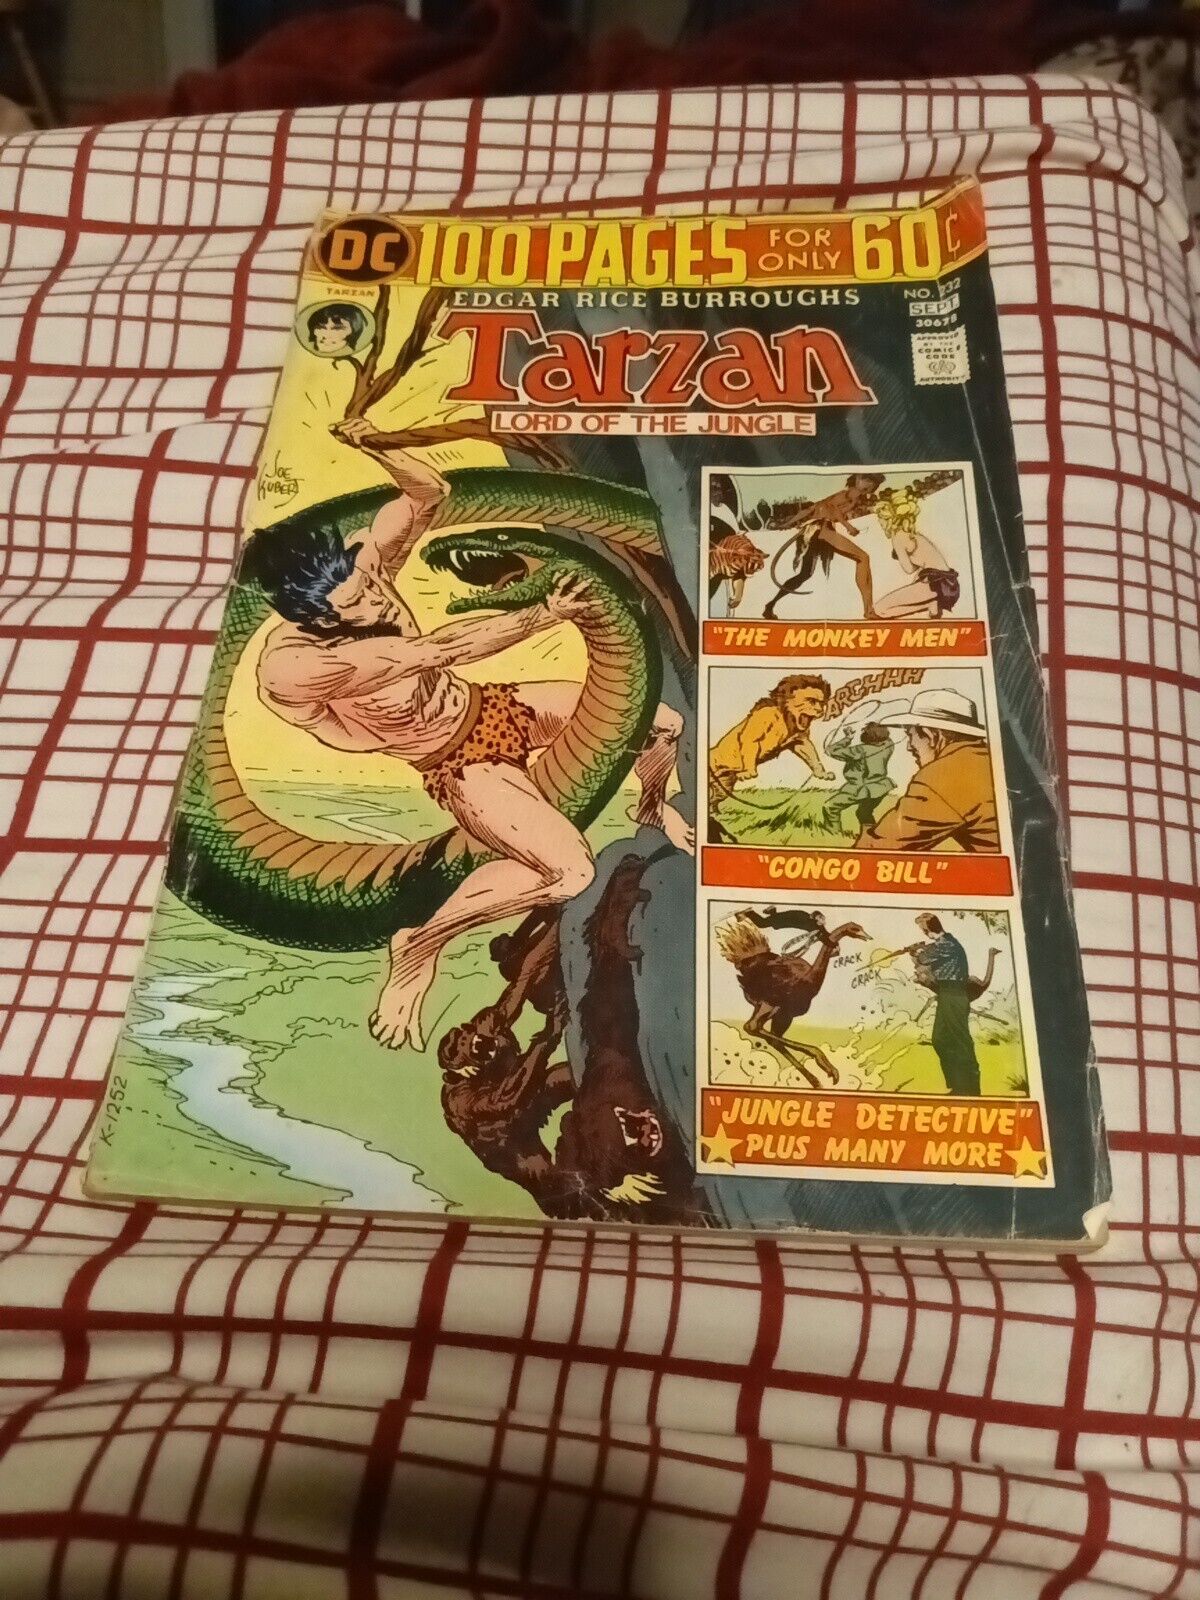 DC 100 PAGES FOR ONLY 60¢
TARZAN
EDGAR RICE BURROUGHS
Tarzan
LORD OF THE JUNGLE
NO. 232
SEPT.
30678
APPROVED
BY THE
COMICS
CODE
AUTHORITY
JOE
KUBERT
"THE MONKEY MEN"
"CONGO BILL"
CRACK
CRACK
"JUNGLE DETECTIVE"
PLUS MANY MORE
K-1252